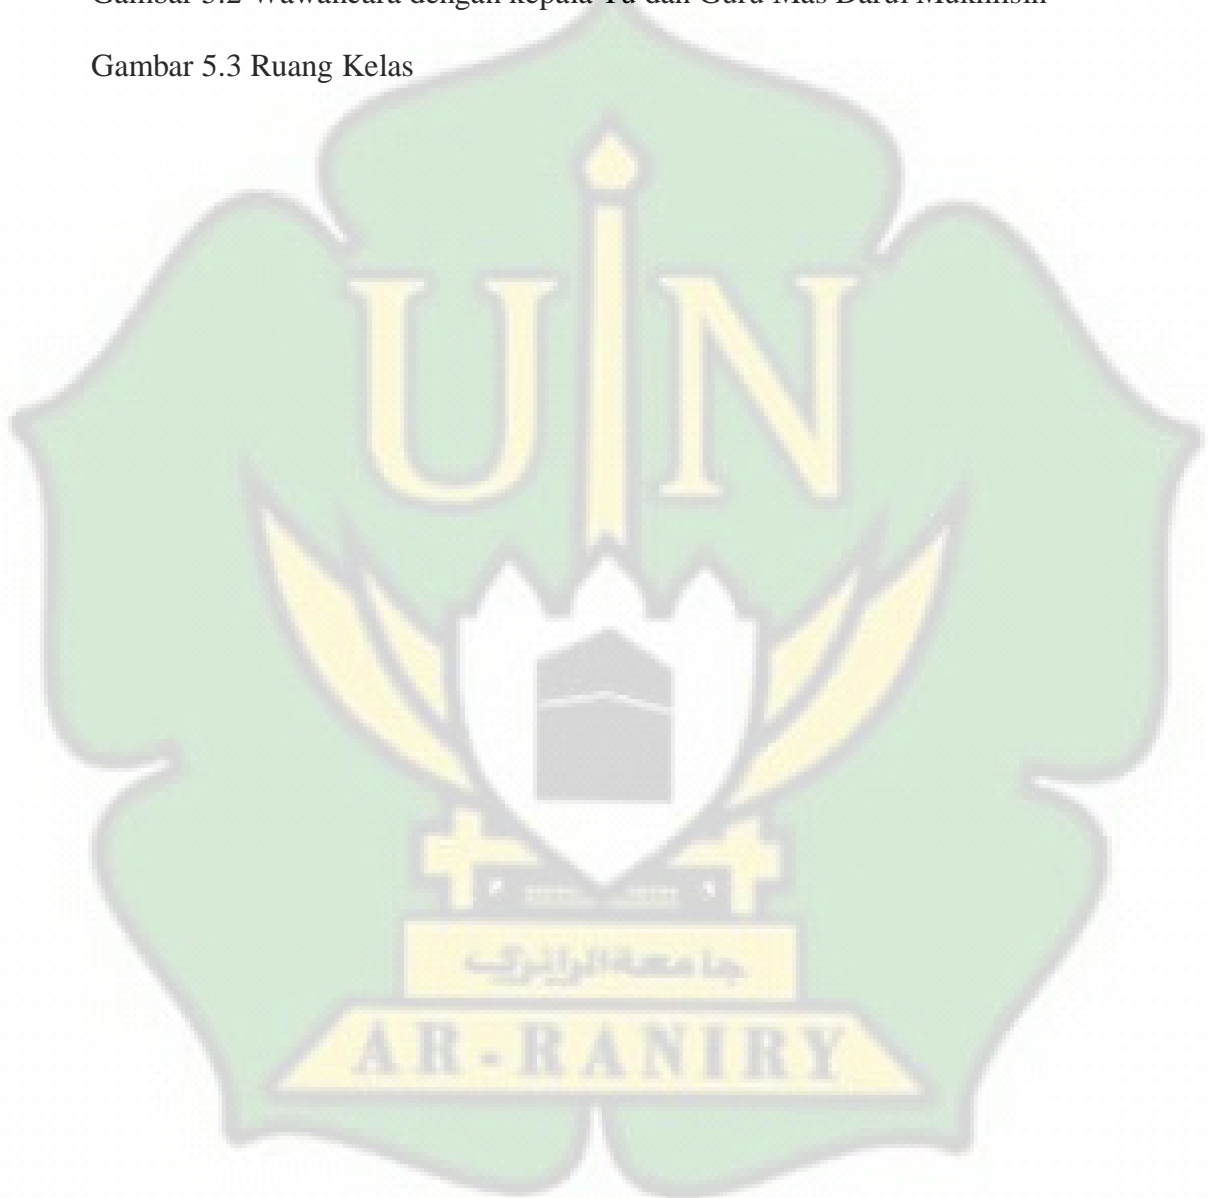 Gambar 5.2 Wawancara dengan kepala Tu dan Guru Mas Darul Mukhlisin
Gambar 5.3 Ruang Kelas
UIN
جامعة الرانري
AR-RANIRY